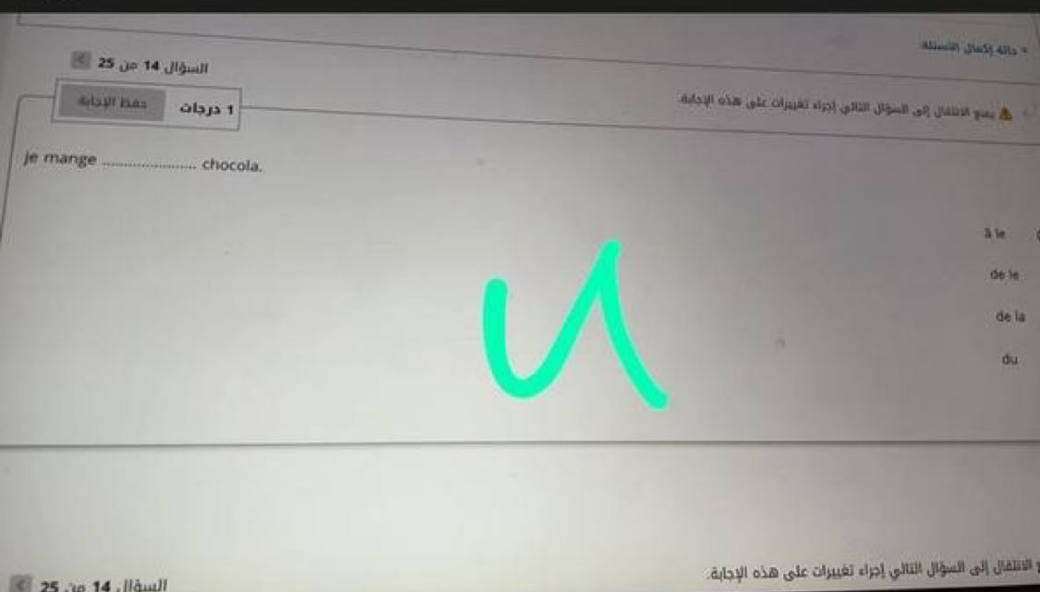 * حالة إكمال الأسئلة:
يمنع الانتقال إلى السؤال التالي إجراء تغييرات على هذه الإجابة.
السؤال 14 من 25
1 درجات
حفظ الإجابة
je mange ...................... chocola.
à le
de le
de la
du
u
الانتقال إلى السؤال التالي إجراء تغييرات على هذه الإجابة.
السؤال 14 من 25